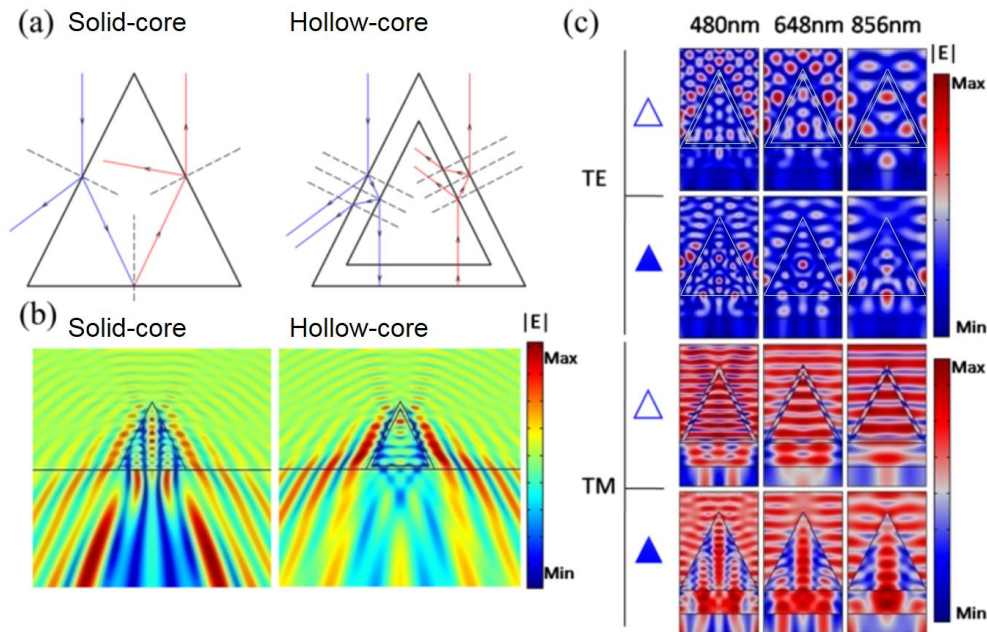 (a) Solid-core Hollow-core
(b) Solid-core Hollow-core
|E|
Max
Min
(c) 480nm 648nm 856nm
|E|
Max
TE
Min
Max
TM
Min